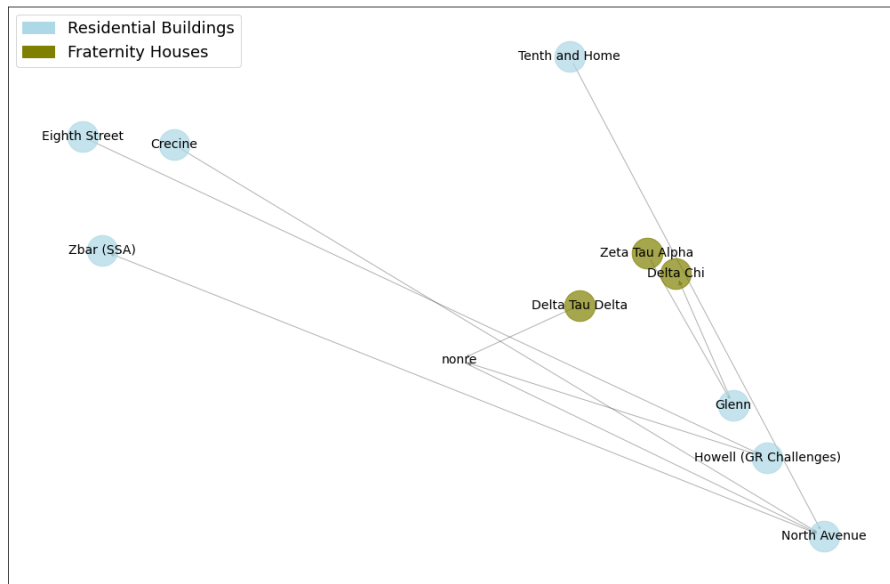 Residential Buildings
Fraternity Houses
Tenth and Home
Eighth Street
Crecine
Zbar (SSA)
Zeta Tau Alpha
Delta Chi
Delta Tau Delta
nonre
Glenn
Howell (GR Challenges)
North Avenue